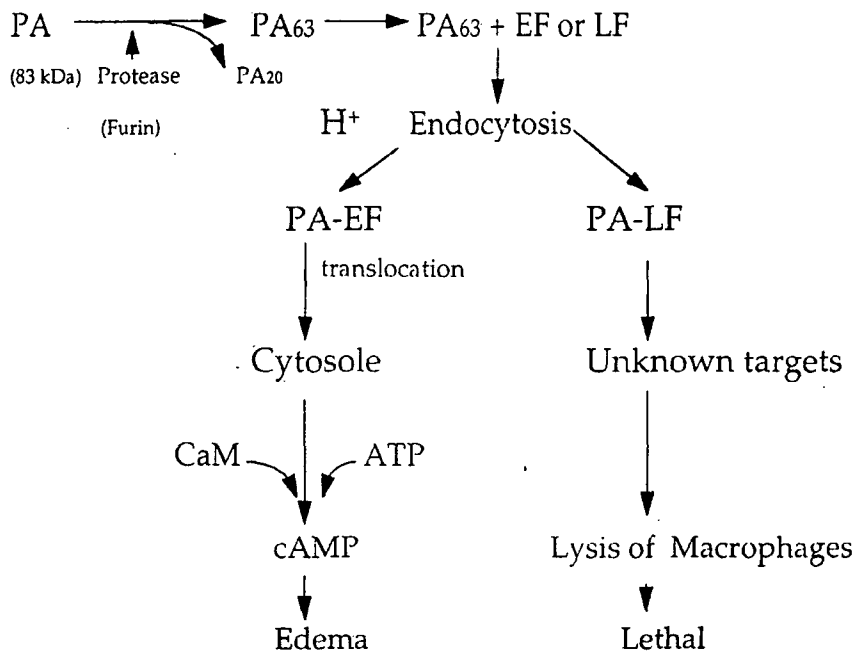 PA PA63 PA63 + EF or LF
(83 kDa) Protease PA20
(Furin)
H+ Endocytosis
PA-EF PA-LF
translocation
Cytosole Unknown targets
CaM ATP
cAMP Lysis of Macrophages
Edema Lethal